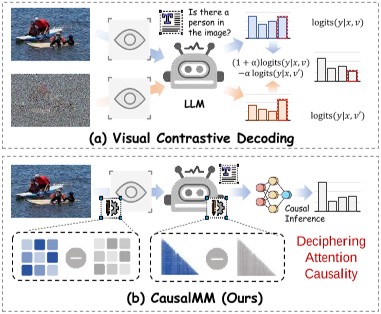 Is there a
person in
the image?
T
logits(y|x, v)
(1 + α)logits(y|x, v)
−α logits(y|x, v′)
LLM
logits(y|x, v′)
(a) Visual Contrastive Decoding
T
Causal
Inference
Deciphering
Attention
Causality
(b) CausalMM (Ours)